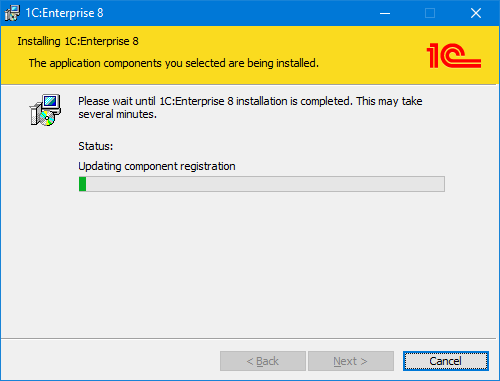 1C:Enterprise 8
Installing 1C:Enterprise 8
The application components you selected are being installed.
1C
Please wait until 1C:Enterprise 8 installation is completed. This may take
several minutes.
Status:
Updating component registration
< Back
Next >
Cancel